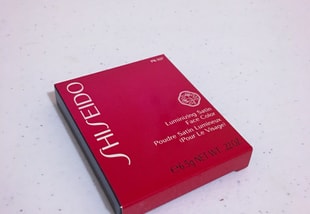 SHISEIDO
Luminizing Satin
Face Color
Poudre Satin Lumineux
(Pour Le Visage)